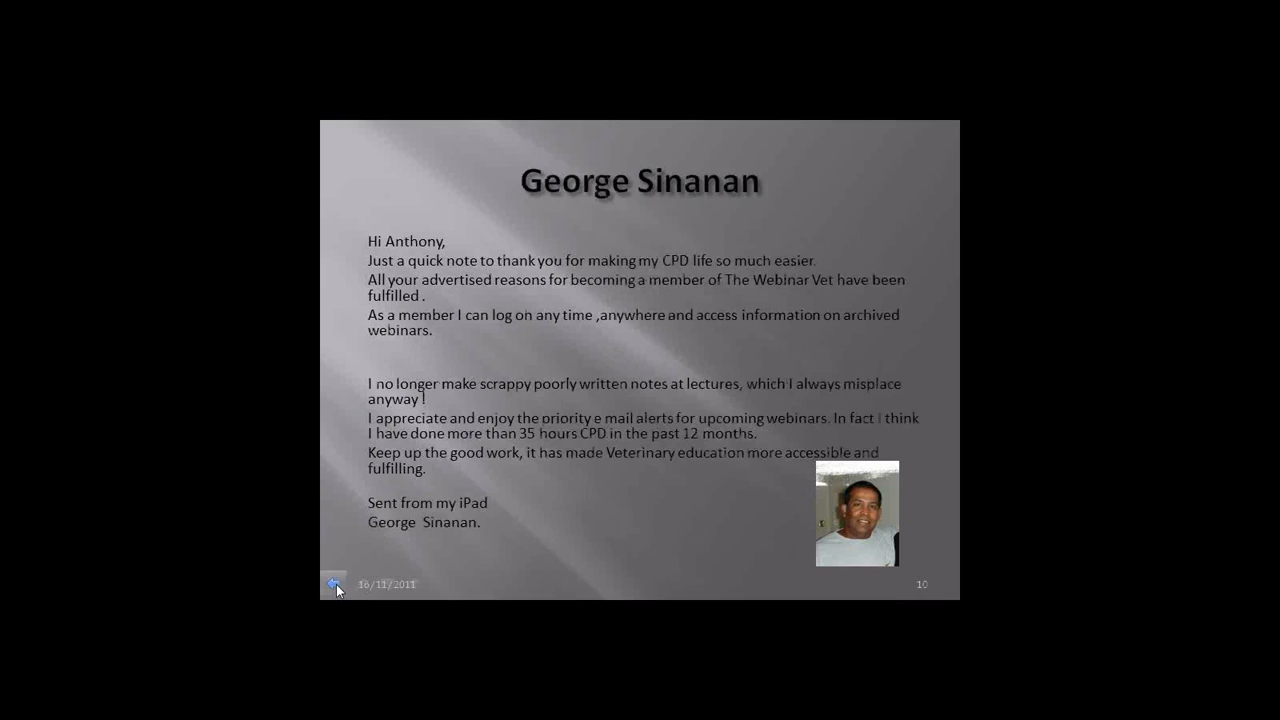 George Sinanan
Hi Anthony,
Just a quick note to thank you for making my CPD life so much easier.
All your advertised reasons for becoming a member of The Webinar Vet have been
fulfilled .
As a member I can log on any time ,anywhere and access information on archived
webinars.
I no longer make scrappy poorly written notes at lectures, which I always misplace
anyway !
I appreciate and enjoy the priority e mail alerts for upcoming webinars. In fact I think
I have done more than 35 hours CPD in the past 12 months.
Keep up the good work, it has made Veterinary education more accessible and
fulfilling.
Sent from my iPad
George Sinanan.
16/11/2011
10